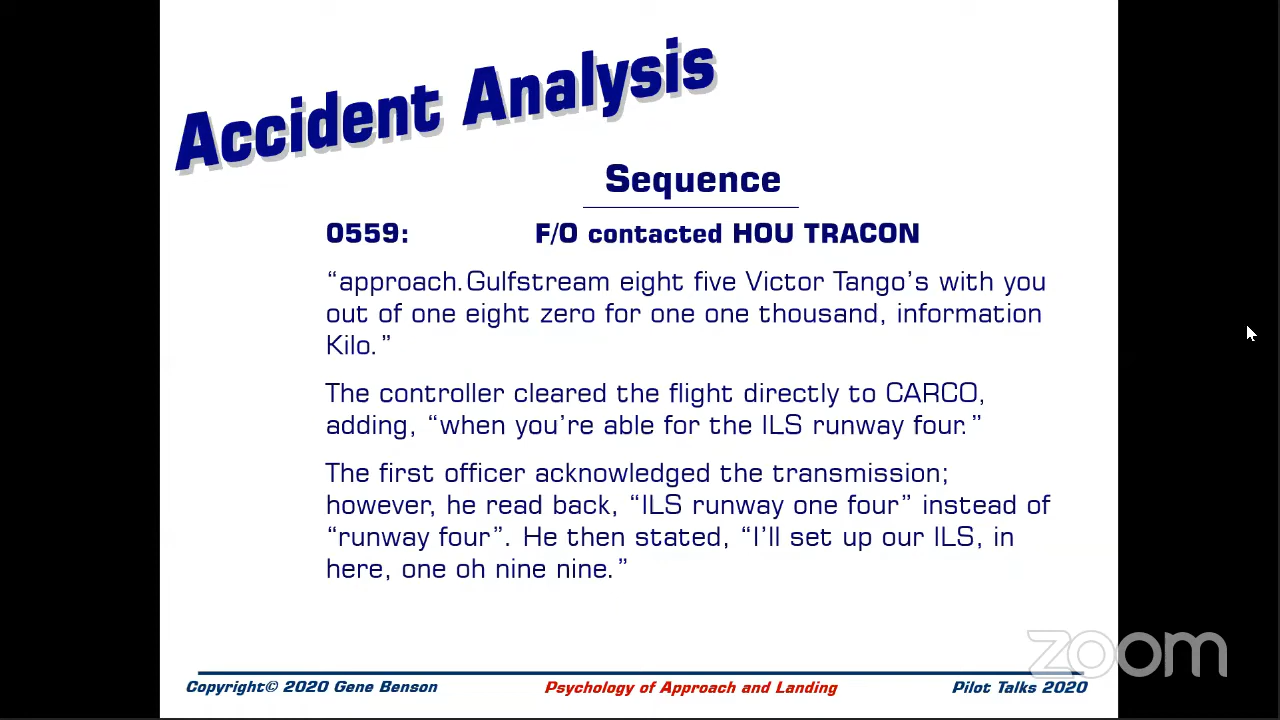 Accident Analysis
Sequence
0559: F/O contacted HOU TRACON
“approach.Gulfstream eight five Victor Tango’s with you
out of one eight zero for one one thousand, information
Kilo.”
The controller cleared the flight directly to CARCO,
adding, “when you’re able for the ILS runway four.”
The first officer acknowledged the transmission;
however, he read back, “ILS runway one four” instead of
“runway four”. He then stated, “I’ll set up our ILS, in
here, one oh nine nine.”
zoom
Copyright© 2020 Gene Benson Psychology of Approach and Landing Pilot Talks 2020